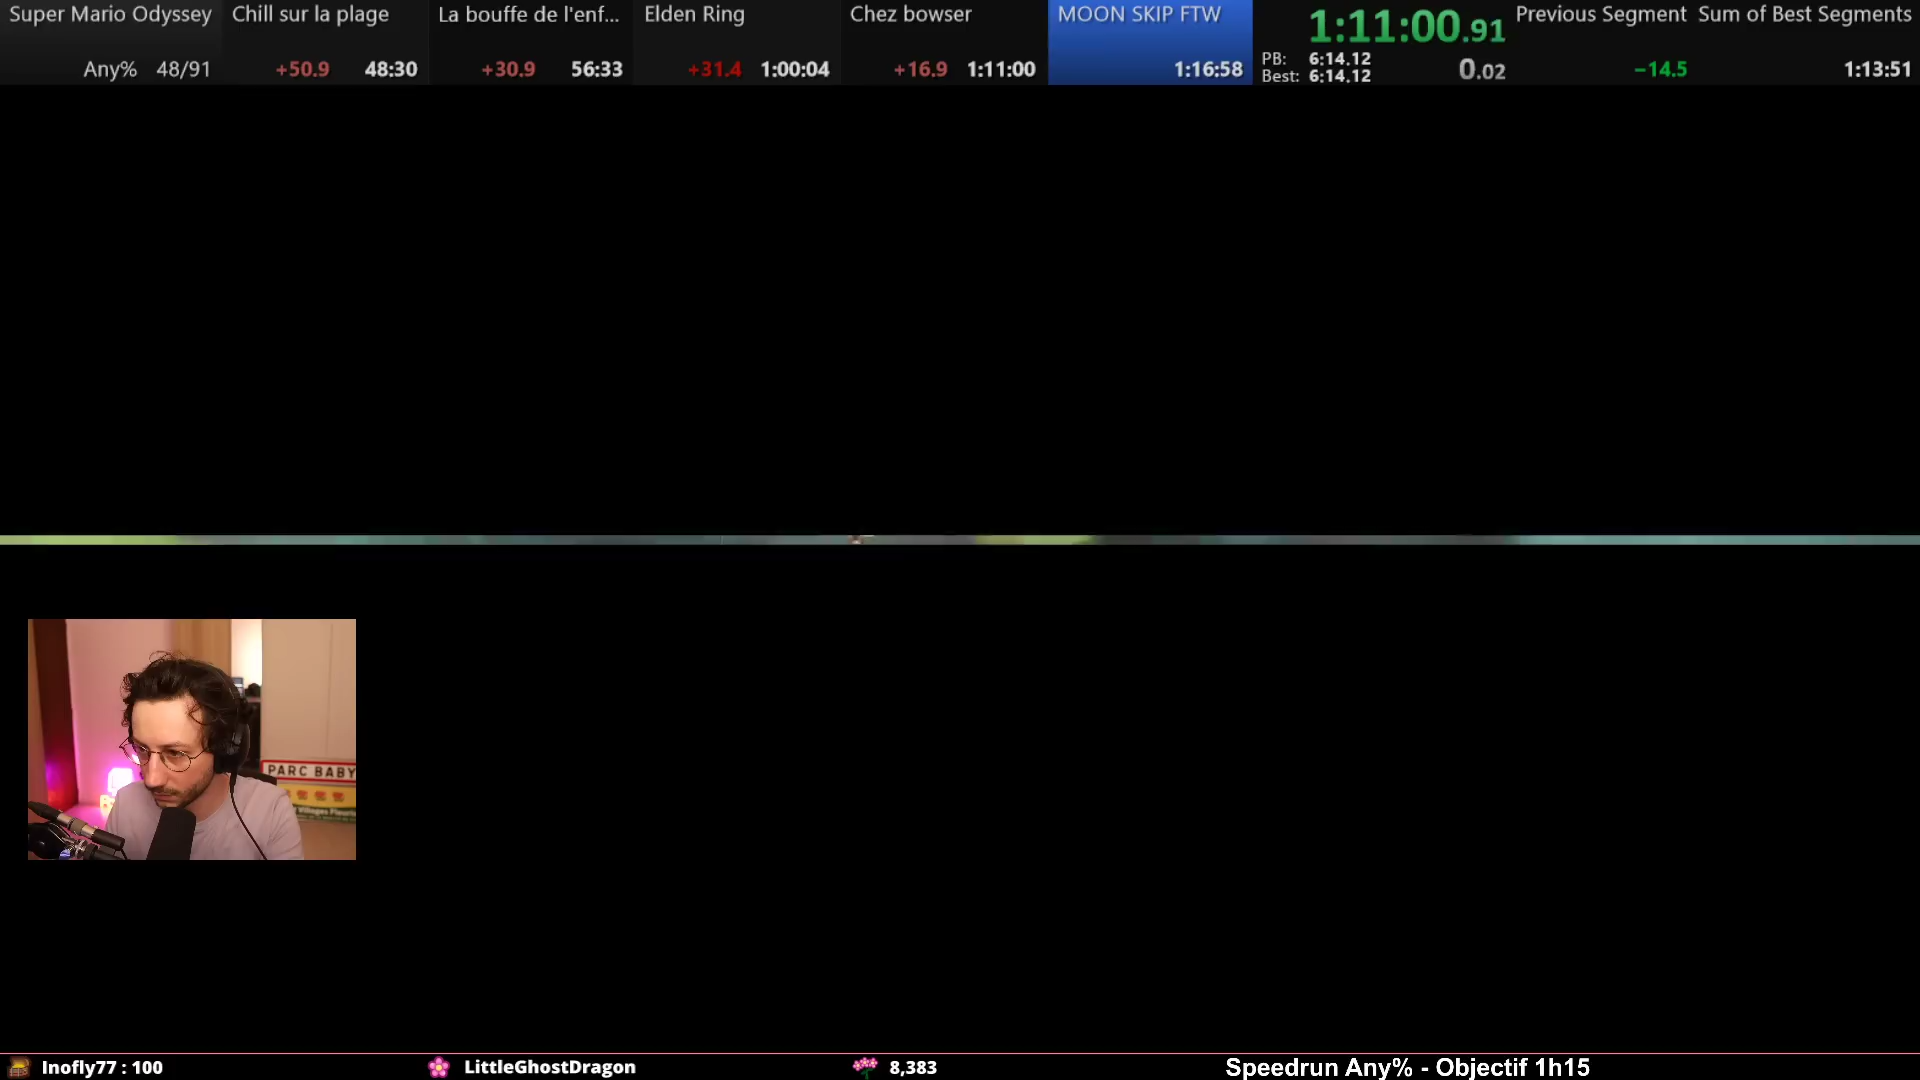 Super Mario Odyssey
Any% 48/91
Chill sur la plage
+50.9 48:30
La bouffe de l'enf...
+30.9 56:33
Elden Ring
+31.4 1:00:04
Chez bowser
+16.9 1:11:00
MOON SKIP FTW
1:16:58
1:11:00.91
PB: 6:14.12
Best: 6:14.12
0.02
Previous Segment
−14.5
Sum of Best Segments
1:13:51
PARC BABY
Inofly77 : 100
LittleGhostDragon
8,383
Speedrun Any% - Objectif 1h15